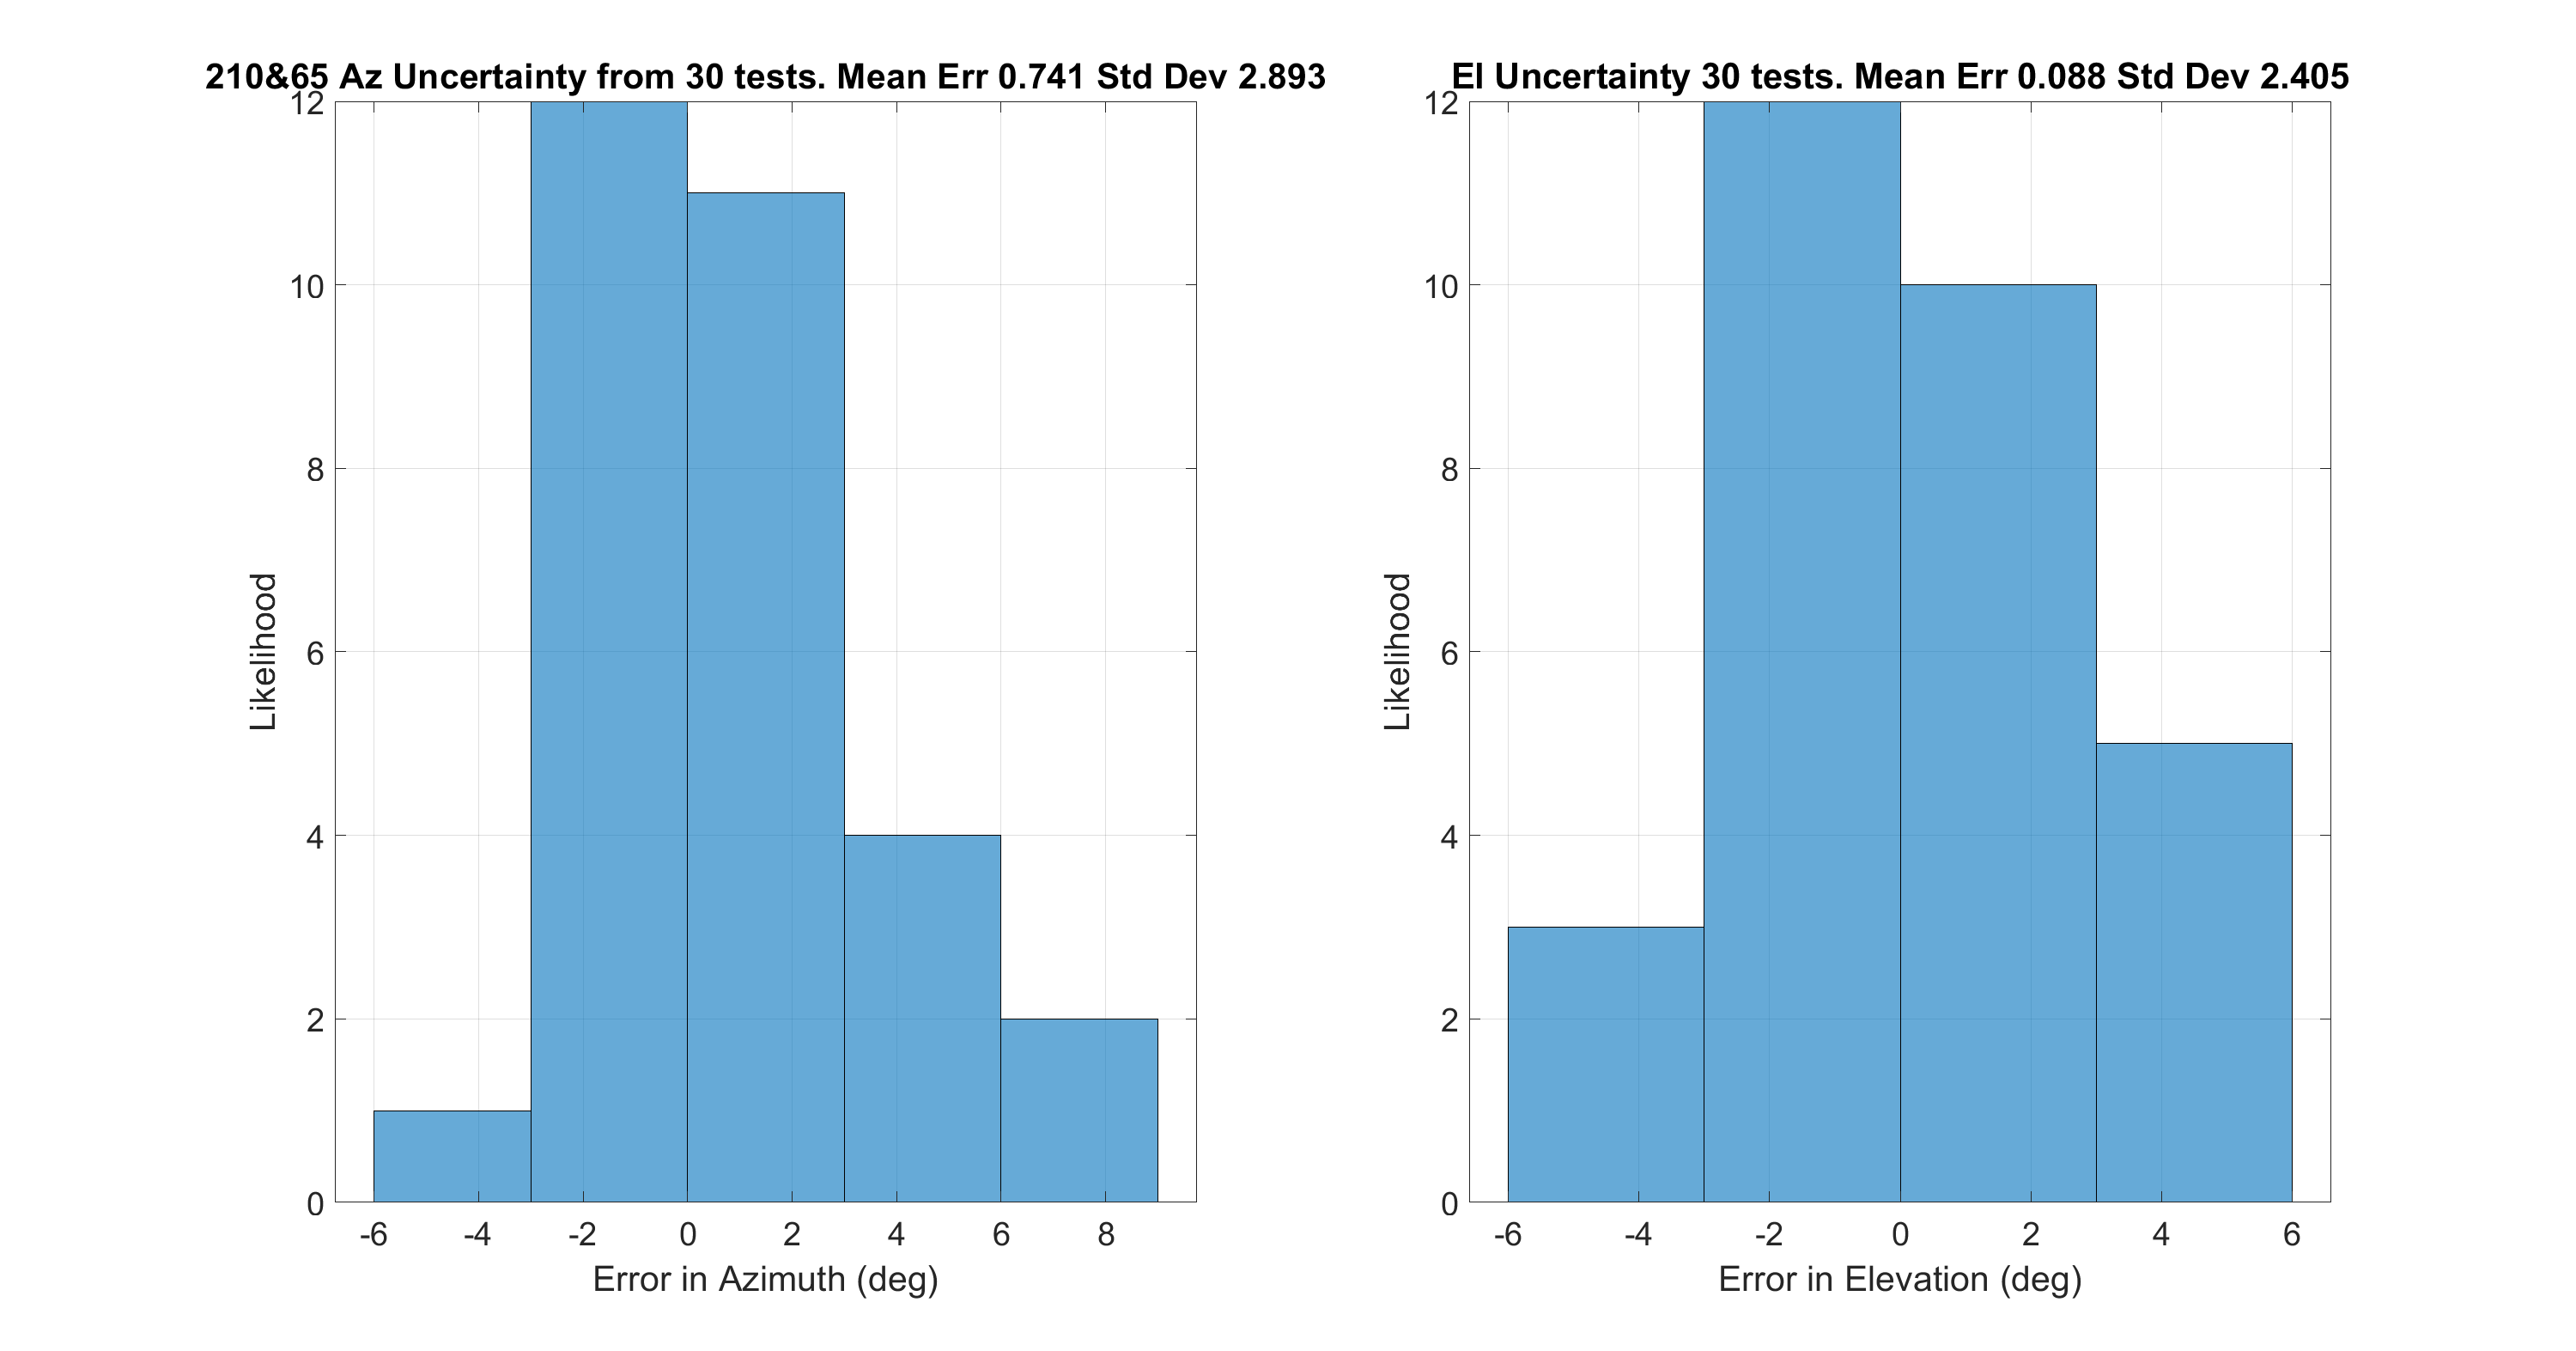 210&65 Az Uncertainty from 30 tests. Mean Err 0.741 Std Dev 2.893
12
10
8
6
4
2
0
Likelihood
-6 -4 -2 0 2 4 6 8
Error in Azimuth (deg)
El Uncertainty 30 tests. Mean Err 0.088 Std Dev 2.405
12
10
8
6
4
2
0
Likelihood
-6 -4 -2 0 2 4 6
Error in Elevation (deg)